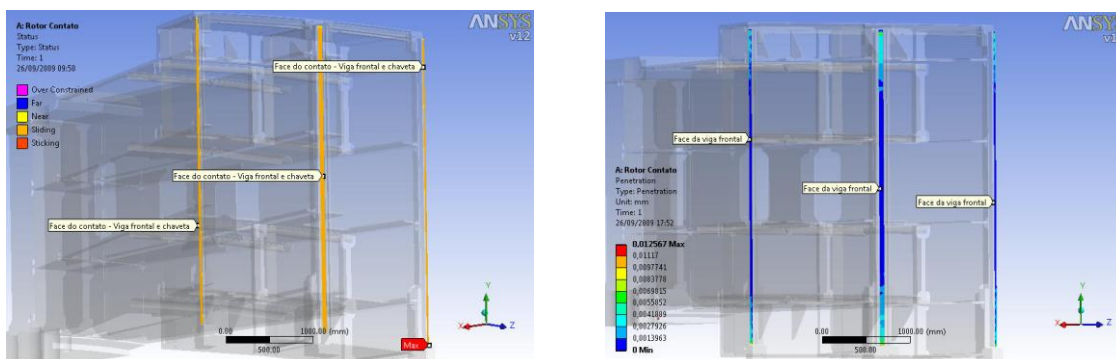 A: Rotor Contato
Status
Type: Status
Time: 1
26/09/2009 09:50
Over Constrained
Far
Near
Sliding
Sticking
ANSYS
v12
Face do contato - Viga frontal e chaveta
Face do contato - Viga frontal e chaveta
Face do contato - Viga frontal e chaveta
Max
0.00
1000.00 (mm)
500.00
Y
X
Z
ANSYS
v1
Face da viga frontal
Face da viga frontal
Face da viga frontal
A: Rotor Contato
Penetration
Type: Penetration
Unit: mm
Time: 1
26/09/2009 17:52
0,012567 Max
0,01117
0,0097741
0,0083778
0,0069815
0,0055852
0,0041889
0,0027926
0,0013963
0 Min
0.00
1000.00 (mm)
500.00
Y
X
Z